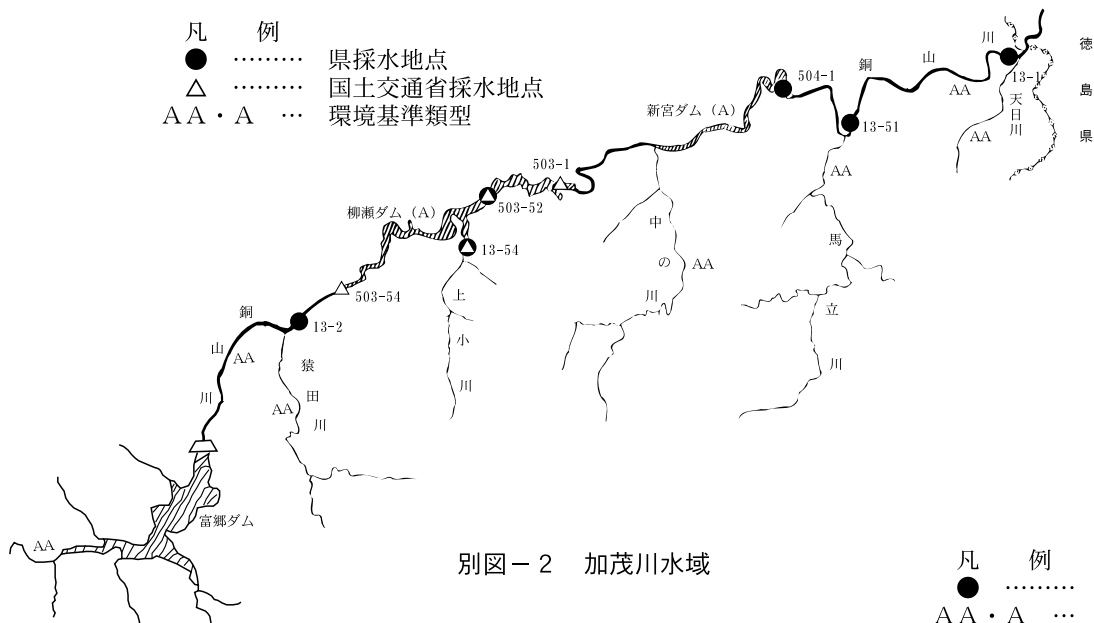 凡 例
● ……… 県採水地点
△ ……… 国土交通省採水地点
AA・A … 環境基準類型
徳島県
銅山川
AA
13-1
天日川
AA
504-1
13-51
新宮ダム（A）
AA
馬立川
503-1
中の川
AA
503-52
柳瀬ダム（A）
13-54
上小川
503-54
13-2
銅山川
AA
猿田川
AA
富郷ダム
AA
別図－2 加茂川水域
凡 例
● ………
AA・A …